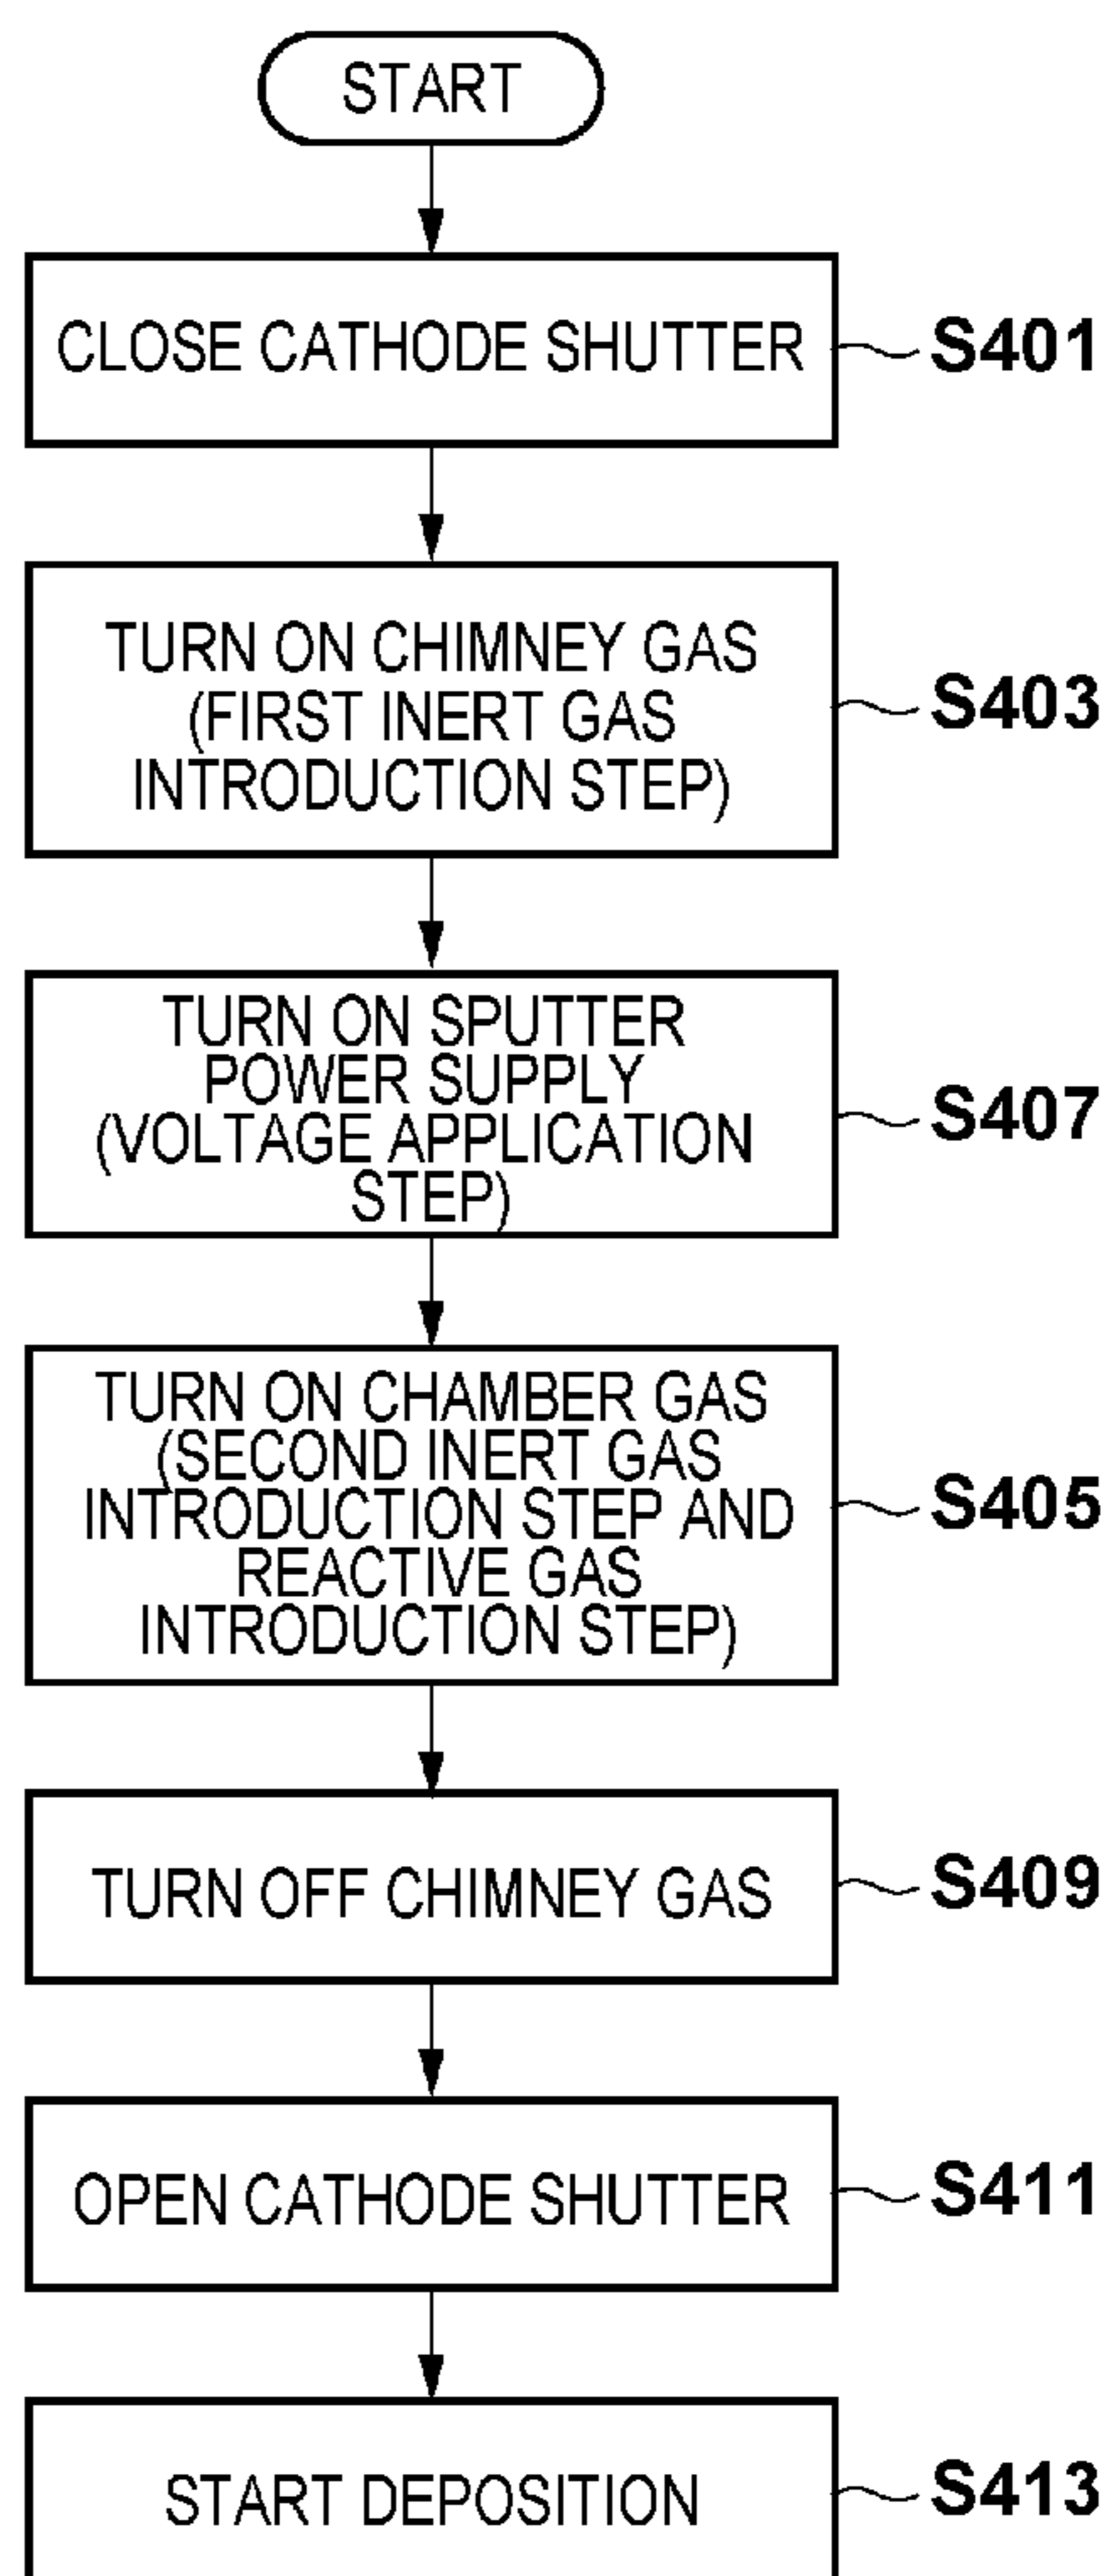 START
CLOSE CATHODE SHUTTER
S401
TURN ON CHIMNEY GAS
(FIRST INERT GAS
INTRODUCTION STEP)
S403
TURN ON SPUTTER
POWER SUPPLY
(VOLTAGE APPLICATION
STEP)
S407
TURN ON CHAMBER GAS
(SECOND INERT GAS
INTRODUCTION STEP AND
REACTIVE GAS
INTRODUCTION STEP)
S405
TURN OFF CHIMNEY GAS
S409
OPEN CATHODE SHUTTER
S411
START DEPOSITION
S413